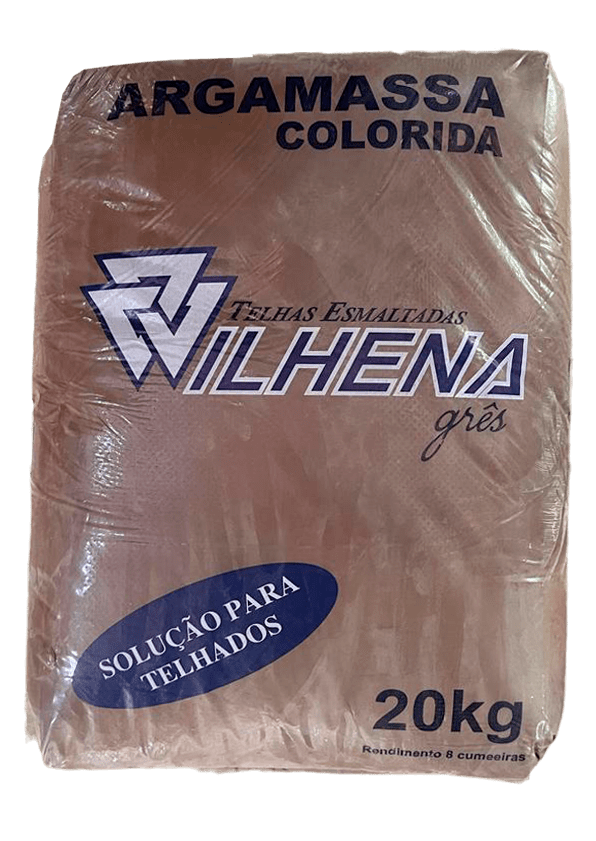 ARGAMASSA
COLORIDA
TELHAS ESMALTADAS
VILHENA
grês
SOLUÇÃO PARA
TELHADOS
20kg
Rendimento 8 cumeeiras